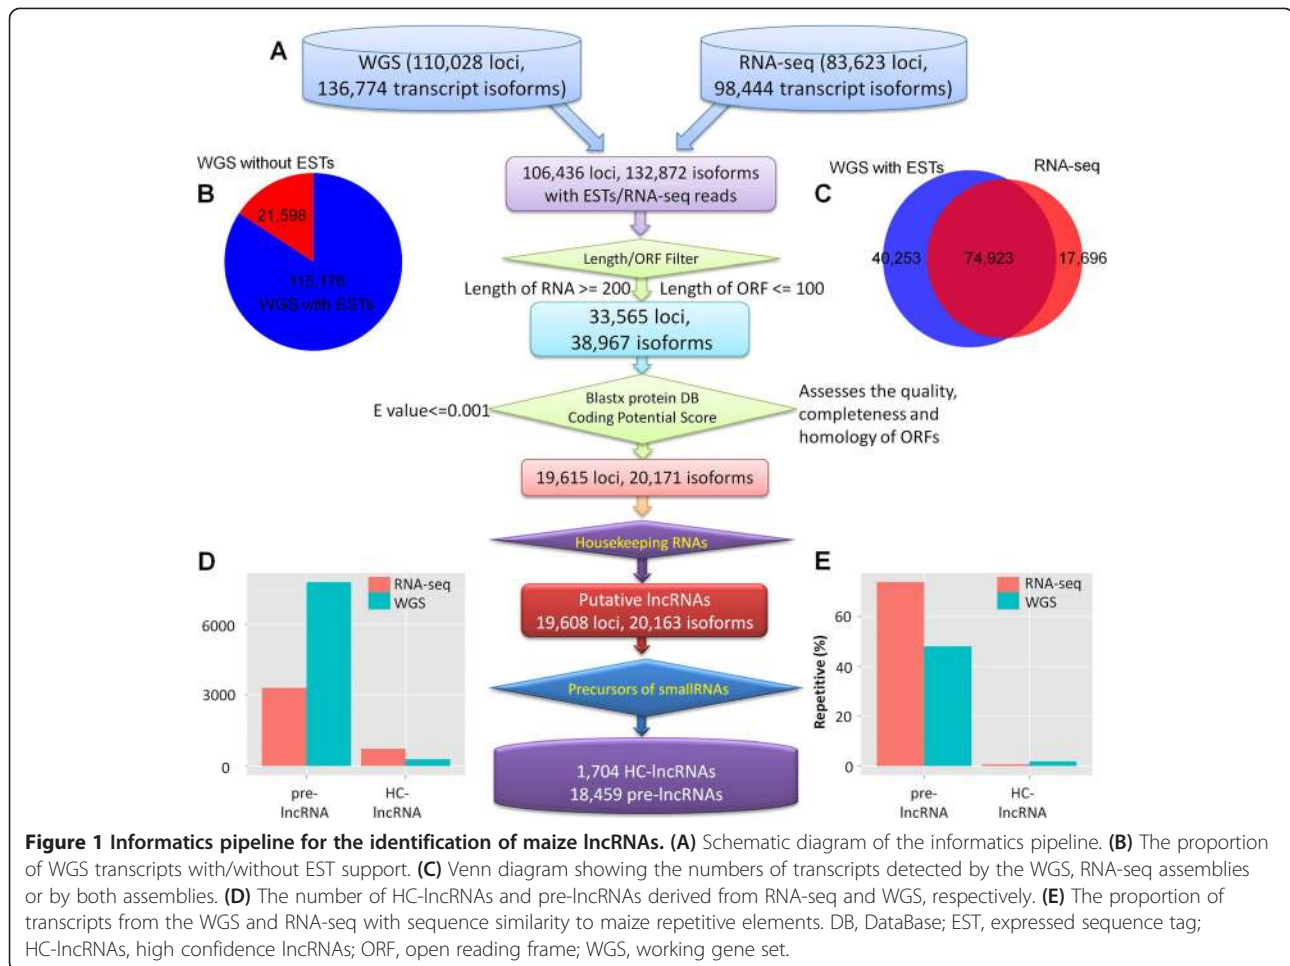 A
WGS (110,028 loci,
136,774 transcript isoforms)
RNA-seq (83,623 loci,
98,444 transcript isoforms)
106,436 loci, 132,872 isoforms
with ESTs/RNA-seq reads
B
WGS without ESTs
21,598
115,176
WGS with ESTs
C
WGS with ESTs
RNA-seq
40,253
74,923
17,696
Length/ORF Filter
Length of RNA >= 200
Length of ORF <= 100
33,565 loci,
38,967 isoforms
E value<=0.001
Blastx protein DB
Coding Potential Score
Assesses the quality,
completeness and
homology of ORFs
19,615 loci, 20,171 isoforms
Housekeeping RNAs
Putative lncRNAs
19,608 loci, 20,163 isoforms
Precursors of smallRNAs
1,704 HC-lncRNAs
18,459 pre-lncRNAs
D
RNA-seq
WGS
6000
3000
0
pre-
lncRNA
HC-
lncRNA
E
RNA-seq
WGS
Repetitive (%)
60
40
20
0
pre-
lncRNA
HC-
lncRNA
Figure 1 Informatics pipeline for the identification of maize lncRNAs. (A) Schematic diagram of the informatics pipeline. (B) The proportion
of WGS transcripts with/without EST support. (C) Venn diagram showing the numbers of transcripts detected by the WGS, RNA-seq assemblies
or by both assemblies. (D) The number of HC-lncRNAs and pre-lncRNAs derived from RNA-seq and WGS, respectively. (E) The proportion of
transcripts from the WGS and RNA-seq with sequence similarity to maize repetitive elements. DB, DataBase; EST, expressed sequence tag;
HC-lncRNAs, high confidence lncRNAs; ORF, open reading frame; WGS, working gene set.